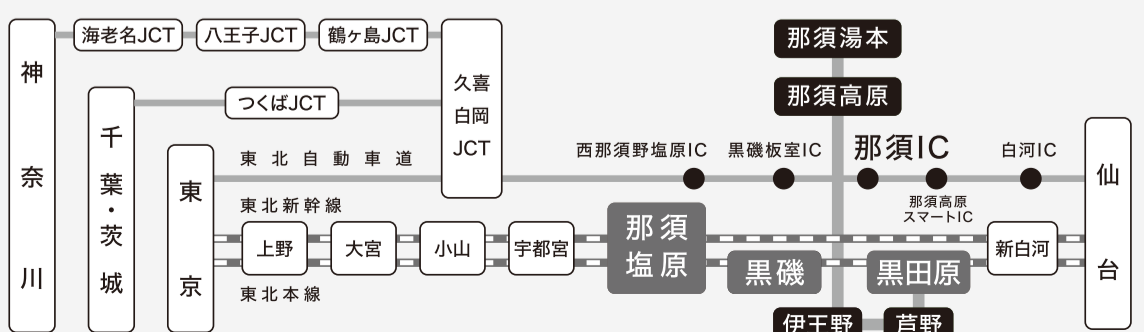 神奈川
海老名JCT
八王子JCT
鶴ヶ島JCT
久喜
白岡
JCT
千葉・茨城
つくばJCT
東京
東北自動車道
西那須野塩原IC
黒磯板室IC
那須湯本
那須高原
那須IC
那須高原
スマートIC
白河IC
仙台
東北新幹線
上野
大宮
小山
宇都宮
那須
塩原
黒磯
黒田原
新白河
東北本線
伊王野
芦野